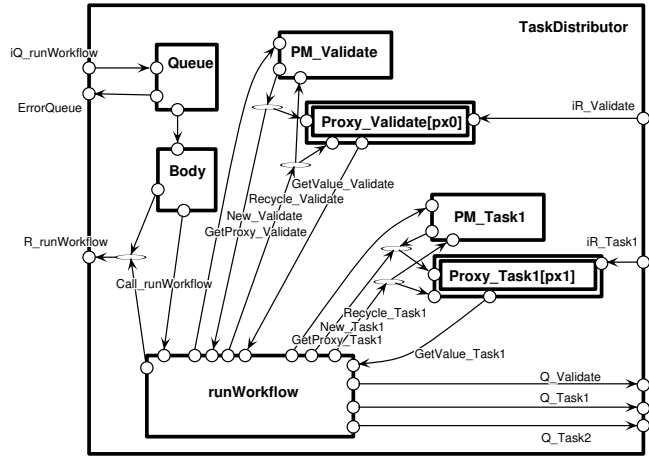 TaskDistributor
iQ_runWorkflow
Queue
PM_Validate
ErrorQueue
iR_Validate
Proxy_Validate[px0]
Body
GetValue_Validate
Recycle_Validate
New_Validate
GetProxy_Validate
PM_Task1
R_runWorkflow
iR_Task1
Call_runWorkflow
Proxy_Task1[px1]
Recycle_Task1
New_Task1
GetProxy_Task1
GetValue_Task1
runWorkflow
Q_Validate
Q_Task1
Q_Task2